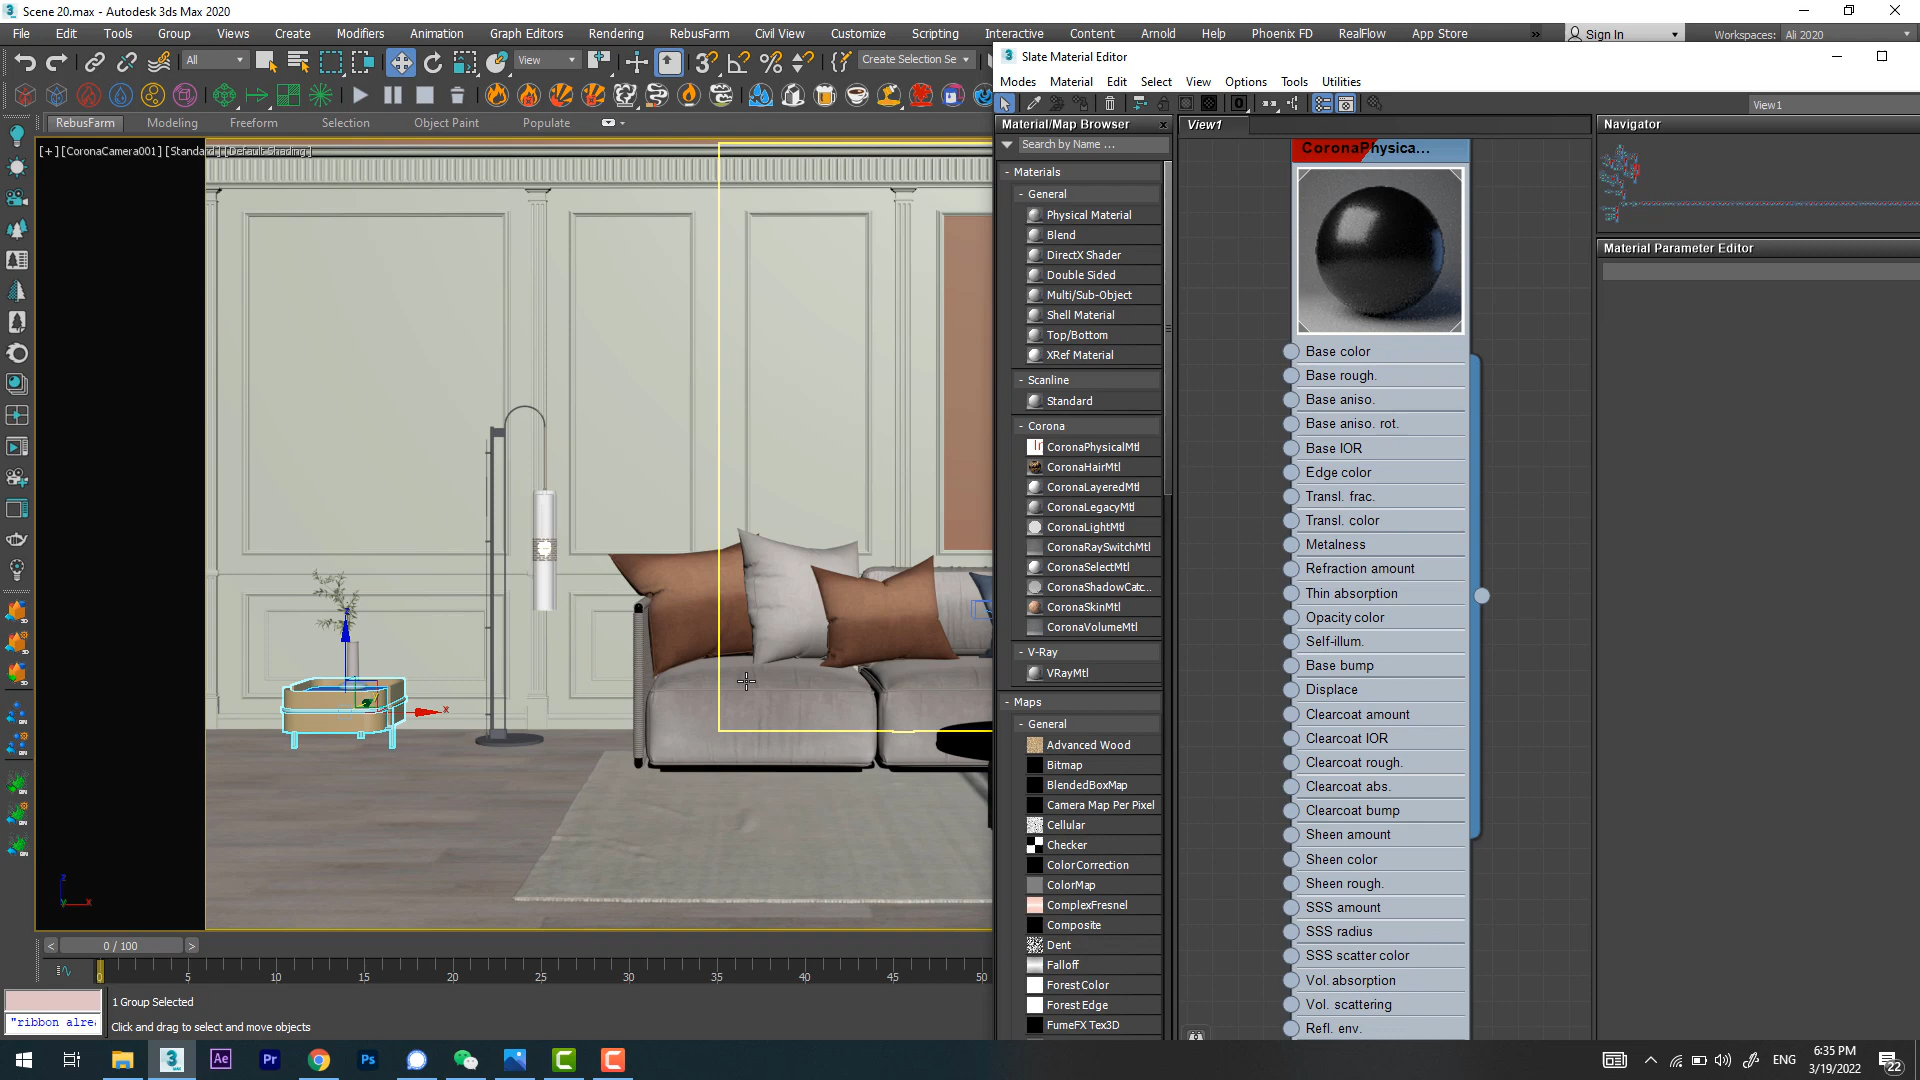 Scene 20.max - Autodesk 3ds Max 2020
File Edit Tools Group Views Create Modifiers Animation Graph Editors Rendering RebusFarm Civil View Customize Scripting Interactive Content Arnold Help Phoenix FD RealFlow App Store » Sign In Workspaces: Ali 2020
All View Create Selection Se
RebusFarm Modeling Freeform Selection Object Paint Populate
[+] [CoronaCamera001] [Standard] [Default Shading]
Slate Material Editor
Modes Material Edit Select View Options Tools Utilities
View1
Material/Map Browser x
Search by Name ...
- Materials
- General
Physical Material
Blend
DirectX Shader
Double Sided
Multi/Sub-Object
Shell Material
Top/Bottom
XRef Material
- Scanline
Standard
- Corona
CoronaPhysicalMtl
CoronaHairMtl
CoronaLayeredMtl
CoronaLegacyMtl
CoronaLightMtl
CoronaRaySwitchMtl
CoronaSelectMtl
CoronaShadowCatc...
CoronaSkinMtl
CoronaVolumeMtl
- V-Ray
VRayMtl
- Maps
- General
Advanced Wood
Bitmap
BlendedBoxMap
Camera Map Per Pixel
Cellular
Checker
ColorCorrection
ColorMap
ComplexFresnel
Composite
Dent
Falloff
ForestColor
Forest Edge
FumeFX Tex3D
View1
CoronaPhysica...
Base color
Base rough.
Base aniso.
Base aniso. rot.
Base IOR
Edge color
Transl. frac.
Transl. color
Metalness
Refraction amount
Thin absorption
Opacity color
Self-illum.
Base bump
Displace
Clearcoat amount
Clearcoat IOR
Clearcoat rough.
Clearcoat abs.
Clearcoat bump
Sheen amount
Sheen color
Sheen rough.
SSS amount
SSS radius
SSS scatter color
Vol. absorption
Vol. scattering
Refl. env.
Navigator
Material Parameter Editor
x
z
x
y
< 0 / 100 >
0 5 10 15 20 25 30 35 40 45 50
1 Group Selected
"ribbon alrea
Click and drag to select and move objects
ENG
6:35 PM
3/19/2022
22